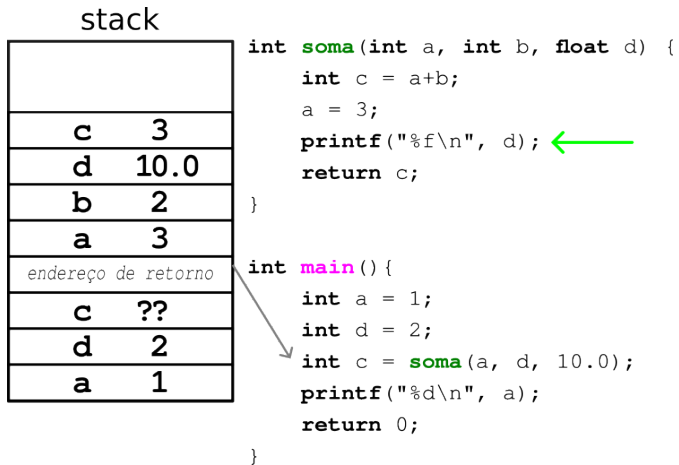 stack
c 3
d 10.0
b 2
a 3
endereço de retorno
c ??
d 2
a 1
int soma(int a, int b, float d) {
int c = a+b;
a = 3;
printf("%f\n", d);
return c;
}
int main(){
int a = 1;
int d = 2;
int c = soma(a, d, 10.0);
printf("%d\n", a);
return 0;
}